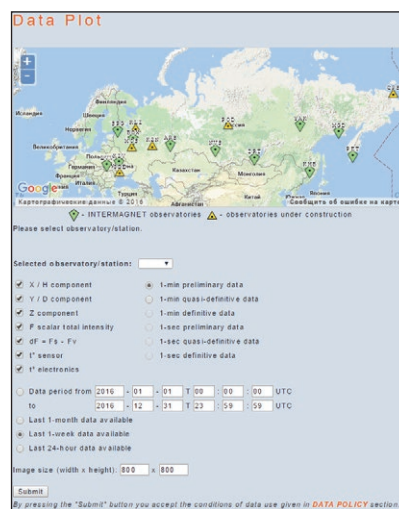 Data Plot
+
−
Финляндия
Швеция
Исландия
Норвегия
Великобритания
Польша
Германия
Франция
Италия
Турция
Казахстан
Монголия
Афганистан
Китай
Япония
Google
Картографические данные © 2016
Сообщить об ошибке на карте
- INTERMAGNET observatories - observatories under construction
Please select observatory/station.
Selected observatory/station:
X / H component 1-min preliminary data
Y / D component 1-min quasi-definitive data
Z component 1-min definitive data
F scalar total intensity 1-sec preliminary data
dF = Fs - Fv 1-sec quasi-definitive data
t° sensor 1-sec definitive data
t° electronics
Data period from 2016 - 01 - 01 T 00 : 00 : 00 UTC
to 2016 - 12 - 31 T 23 : 59 : 59 UTC
Last 1-month data available
Last 1-week data available
Last 24-hour data available
Image size (width x height): 800 x 800
Submit
By pressing the "Submit" button you accept the conditions of data use given in DATA POLICY section